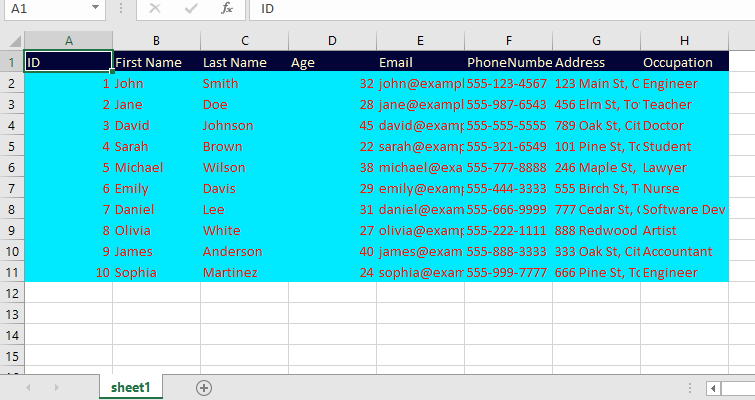 A1 fx ID
A B C D E F G H
1 ID First Name Last Name Age Email PhoneNumbe Address Occupation
2 1 John Smith 32 john@exampl 555-123-4567 123 Main St, C Engineer
3 2 Jane Doe 28 jane@exampl 555-987-6543 456 Elm St, To Teacher
4 3 David Johnson 45 david@examp 555-555-5555 789 Oak St, Cit Doctor
5 4 Sarah Brown 22 sarah@examp 555-321-6549 101 Pine St, To Student
6 5 Michael Wilson 38 michael@exa 555-777-8888 246 Maple St, Lawyer
7 6 Emily Davis 29 emily@examp 555-444-3333 555 Birch St, T Nurse
8 7 Daniel Lee 31 daniel@exam 555-666-9999 777 Cedar St, Software Dev
9 8 Olivia White 27 olivia@examp 555-222-1111 888 Redwood Artist
10 9 James Anderson 40 james@exam 555-888-3333 333 Oak St, Cit Accountant
11 10 Sophia Martinez 24 sophia@exam 555-999-7777 666 Pine St, To Engineer
12
13
14
15
sheet1